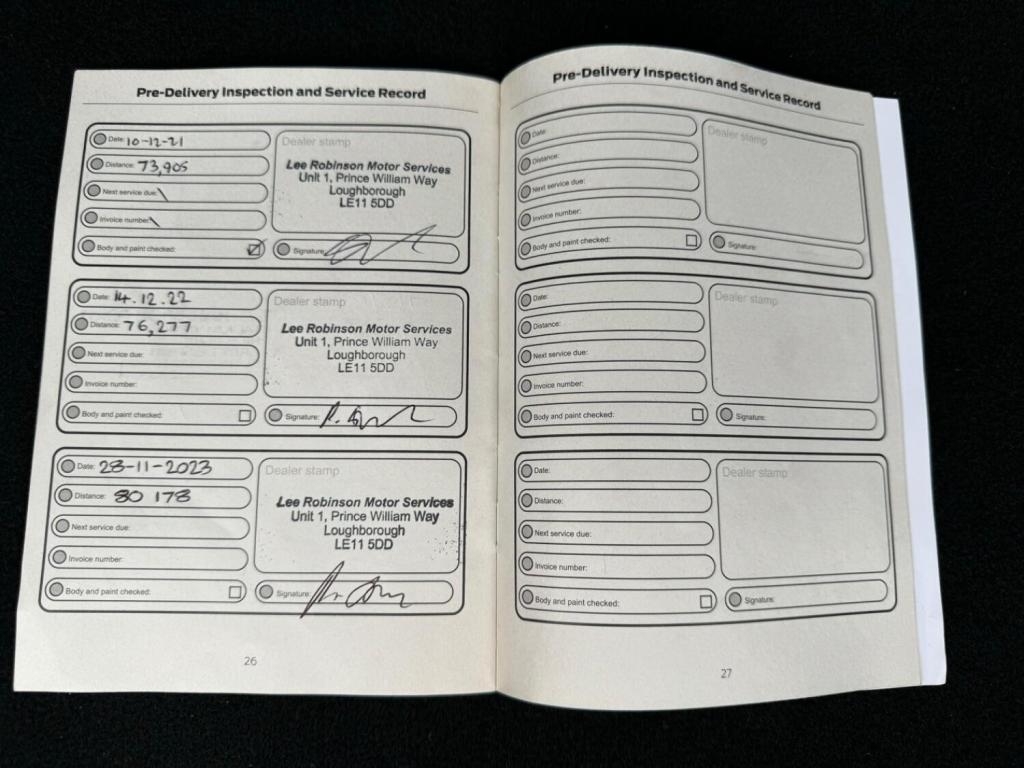 Pre-Delivery Inspection and Service Record
Date: 10-12-21
Distance: 73,905
Next service due: \
Invoice number: \
Body and paint checked: ☑
Dealer stamp
Lee Robinson Motor Services
Unit 1, Prince William Way
Loughborough
LE11 5DD
Signature:
Date: 14.12.22
Distance: 76,277
Next service due:
Invoice number:
Body and paint checked: ☐
Dealer stamp
Lee Robinson Motor Services
Unit 1, Prince William Way
Loughborough
LE11 5DD
Signature:
Date: 28-11-2023
Distance: 80 178
Next service due:
Invoice number:
Body and paint checked: ☐
Dealer stamp
Lee Robinson Motor Services
Unit 1, Prince William Way
Loughborough
LE11 5DD
Signature:
26
Pre-Delivery Inspection and Service Record
Date:
Distance:
Next service due:
Invoice number:
Body and paint checked: ☐
Dealer stamp
Signature:
Date:
Distance:
Next service due:
Invoice number:
Body and paint checked: ☐
Dealer stamp
Signature:
Date:
Distance:
Next service due:
Invoice number:
Body and paint checked: ☐
Dealer stamp
Signature:
27